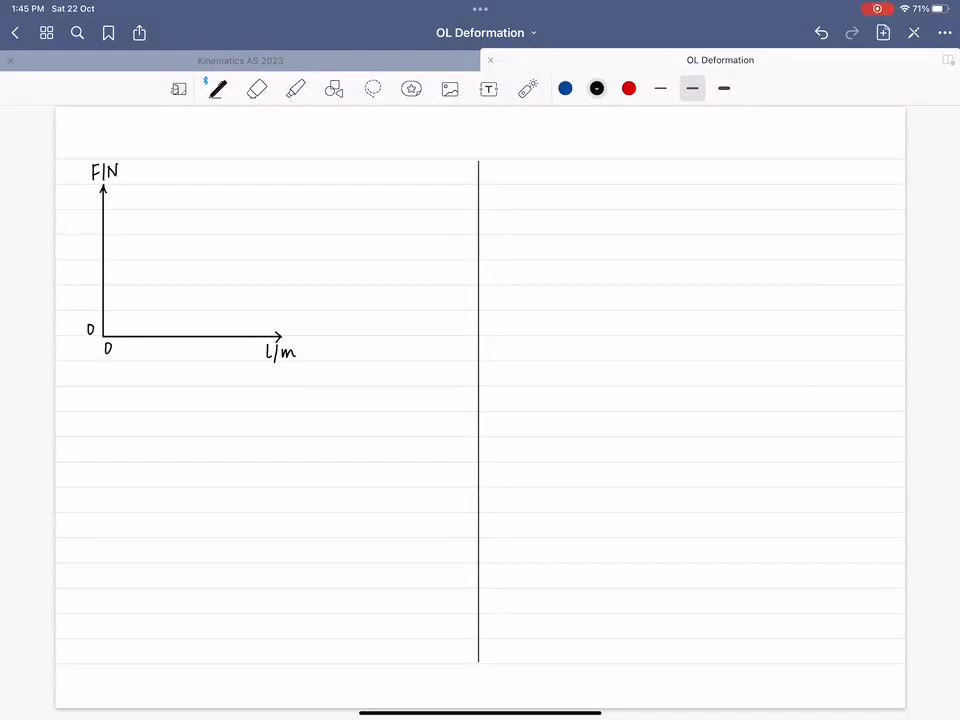 1:45 PM Sat 22 Oct
71%
OL Deformation
Kinematics AS 2023
OL Deformation
T
F/N
0
0
l/m